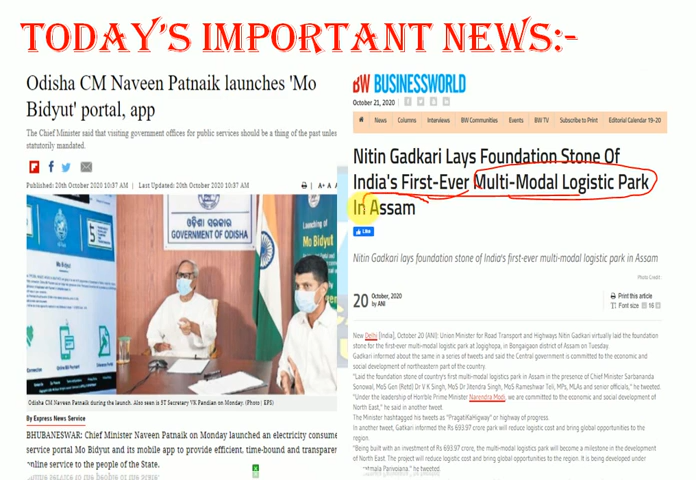 TODAY'S IMPORTANT NEWS:-
Odisha CM Naveen Patnaik launches 'Mo
Bidyut' portal, app
The Chief Minister said that visiting government offices for public services should be a thing of the past unless
statutorily mandated.
Published: 20th October 2020 10:37 AM | Last Updated: 20th October 2020 10:37 AM
A+ A
ଓଡ଼ିଶା ସରକାର
GOVERNMENT OF ODISHA
Launching of
Mo Bidyut
Mo Bidyut
5
Odisha CM Naveen Patnaik during the launch. Also seen is 5T Secretary VK Pandian on Monday. (Photo | EPS)
By Express News Service
BHUBANESWAR: Chief Minister Naveen Patnaik on Monday launched an electricity consume
service portal Mo Bidyut and its mobile app to provide efficient, time-bound and transparen
online service to the people of the State.
BW BUSINESSWORLD
October 21, 2020
News Columns Interviews BW Communities Events BW TV Subscribe to Print Editorial Calendar 19-20
Nitin Gadkari Lays Foundation Stone Of
India's First-Ever Multi-Modal Logistic Park
In Assam
Like
Nitin Gadkari lays foundation stone of India's first-ever multi-modal logistic park in Assam
Photo Credit :
20 October, 2020
by ANI
Print this article
Font size 16
New Delhi [India], October 20 (ANI): Union Minister for Road Transport and Highways Nitin Gadkari virtually laid the foundation
stone for the first-ever multi-modal logistic park at Jogighopa, in Bongaigaon district of Assam on Tuesday
Gadkari informed about the same in a series of tweets and said the Central government is committed to the economic and
social development of northeastern part of the country.
"Laid the foundation stone of country's first multi-modal logistics park in Assam in the presence of Chief Minister Sarbananda
Sonowal, MoS Gen (Retd) Dr V K Singh, MoS Dr Jitendra Singh, MoS Rameshwar Teli, MPs, MLAs and senior officials," he tweeted.
"Under the leadership of Hon'ble Prime Minister Narendra Modi, we are committed to the economic and social development of
North East," he said in another tweet.
The Minister hashtagged his tweets as "PragatiKaHighway" or highway of progress.
In another tweet, Gadkari informed the Rs 693.97 crore park will reduce logistic cost and bring global opportunities to the
region.
"Being built with an investment of Rs 693.97 crore, the multi-modal logistics park will become a milestone in the development
of North East. The project will reduce logistic cost and bring global opportunities to the region. It is being developed under
he tweeted.